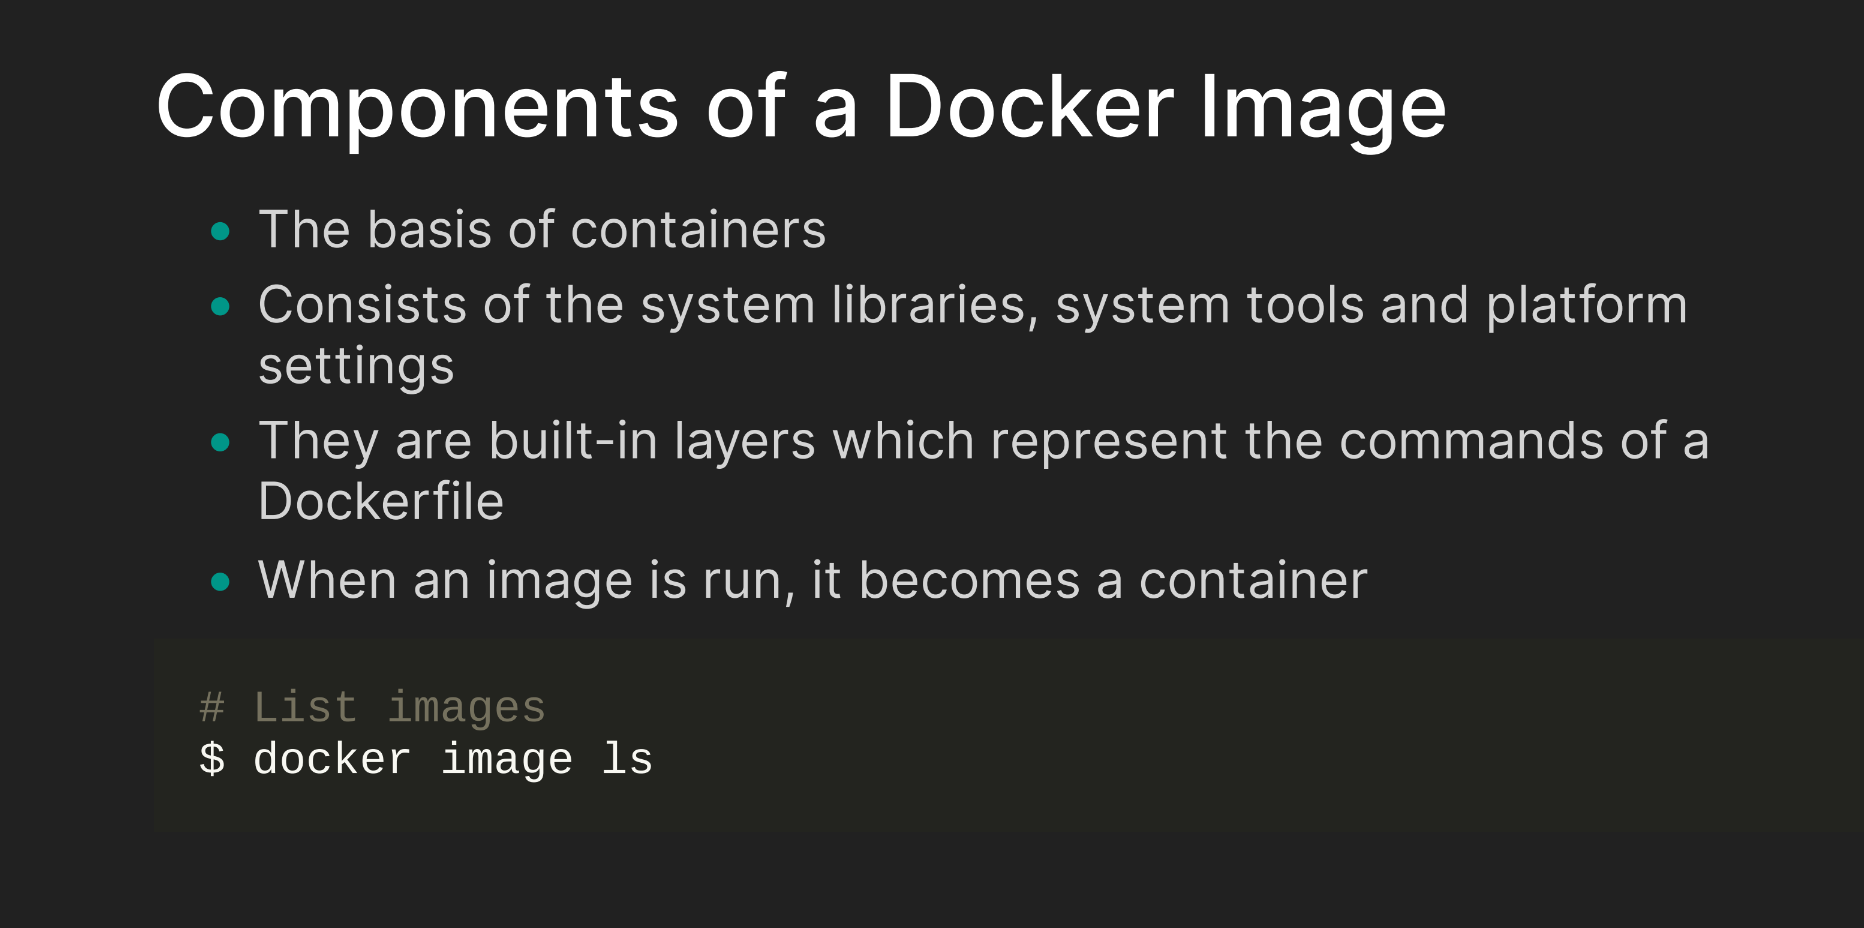 Components of a Docker Image
• The basis of containers
• Consists of the system libraries, system tools and platform
settings
• They are built-in layers which represent the commands of a
Dockerfile
• When an image is run, it becomes a container
# List images
$ docker image ls